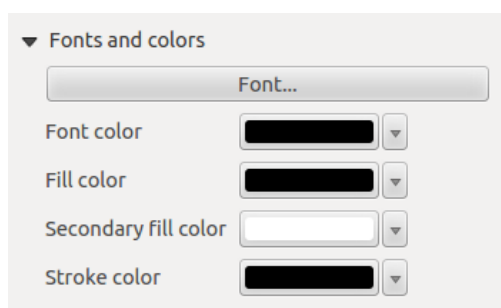 Fonts and colors
Font...
Font color
Fill color
Secondary fill color
Stroke color